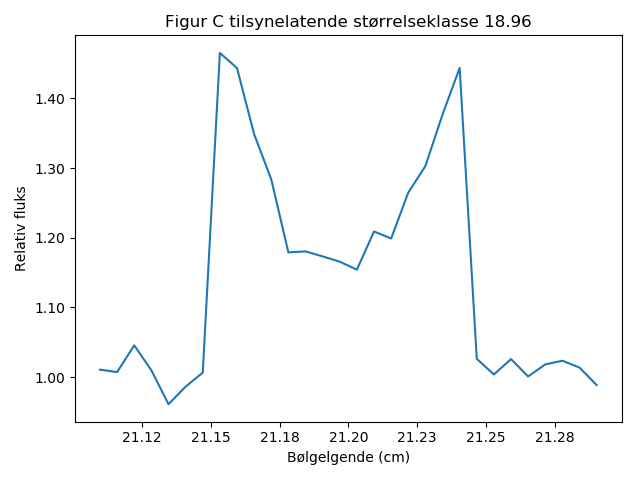 Figur C tilsynelatende størrelseklasse 18.96
Relativ fluks
1.40
1.30
1.20
1.10
1.00
21.12 21.15 21.18 21.20 21.23 21.25 21.28
Bølgelgende (cm)